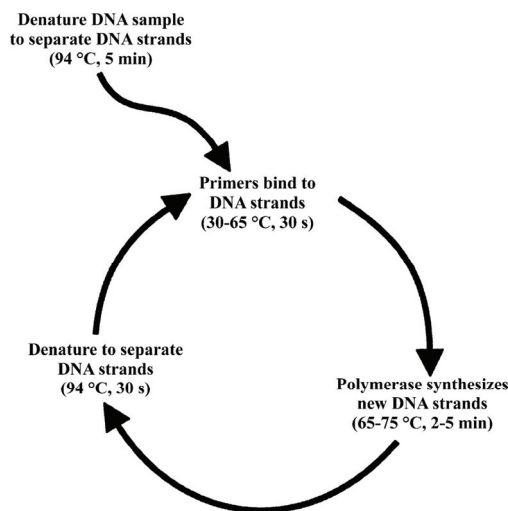 Denature DNA sample
to separate DNA strands
(94 °C, 5 min)
Primers bind to
DNA strands
(30-65 °C, 30 s)
Polymerase synthesizes
new DNA strands
(65-75 °C, 2-5 min)
Denature to separate
DNA strands
(94 °C, 30 s)